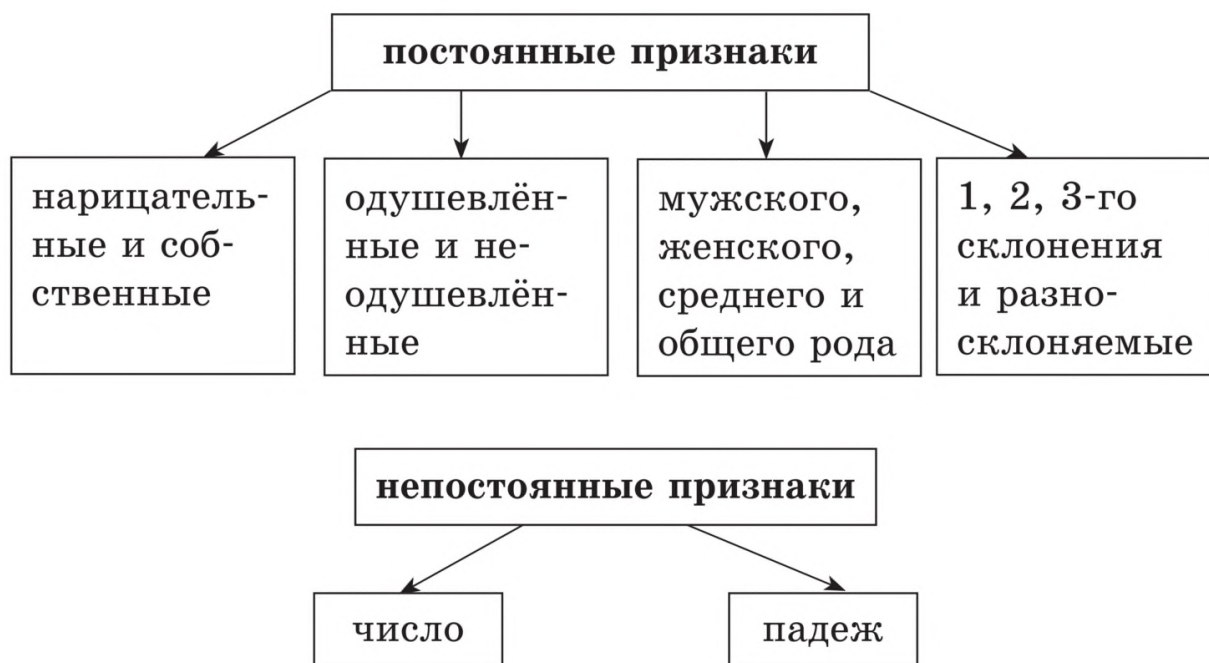 постоянные признаки
нарицатель-
ные и соб-
ственные
одушевлён-
ные и не-
одушевлён-
ные
мужского,
женского,
среднего и
общего рода
1, 2, 3-го
склонения
и разно-
склоняемые
непостоянные признаки
число
падеж